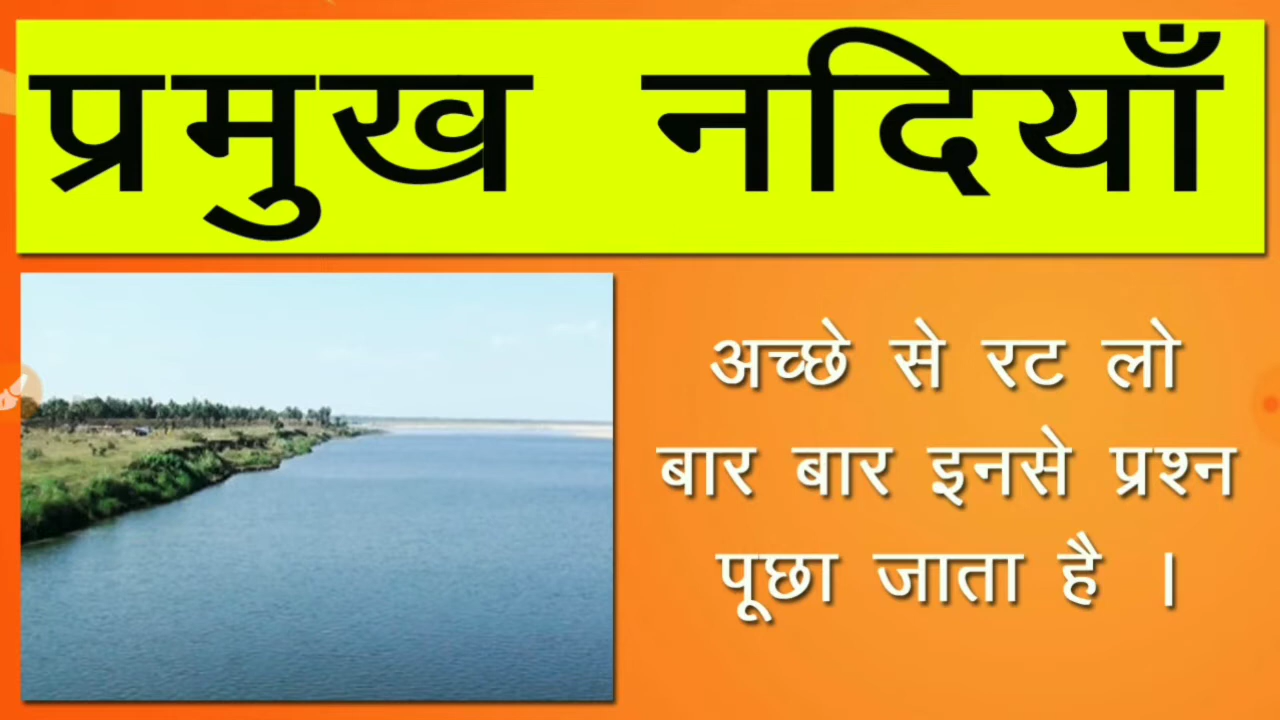 प्रमुख नदियाँ
अच्छे से रट लो
बार बार इनसे प्रश्न
पूछा जाता है ।